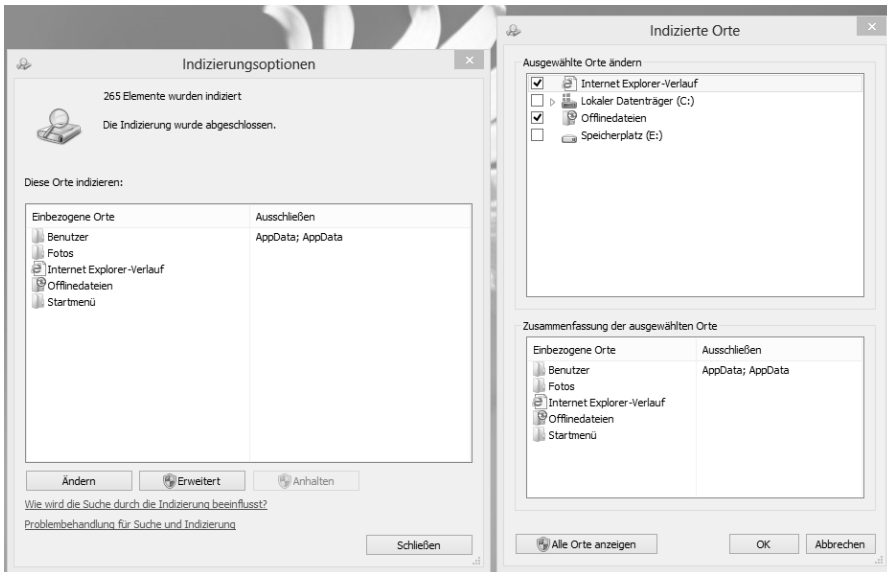 Indizierungsoptionen
265 Elemente wurden indiziert
Die Indizierung wurde abgeschlossen.
Diese Orte indizieren:
Einbezogene Orte Ausschließen
Benutzer AppData; AppData
Fotos
Internet Explorer-Verlauf
Offlinedateien
Startmenü
Ändern Erweitert Anhalten
Wie wird die Suche durch die Indizierung beeinflusst?
Problembehandlung für Suche und Indizierung
Schließen
Indizierte Orte
Ausgewählte Orte ändern
Internet Explorer-Verlauf
Lokaler Datenträger (C:)
Offlinedateien
Speicherplatz (E:)
Zusammenfassung der ausgewählten Orte
Einbezogene Orte Ausschließen
Benutzer AppData; AppData
Fotos
Internet Explorer-Verlauf
Offlinedateien
Startmenü
Alle Orte anzeigen OK Abbrechen